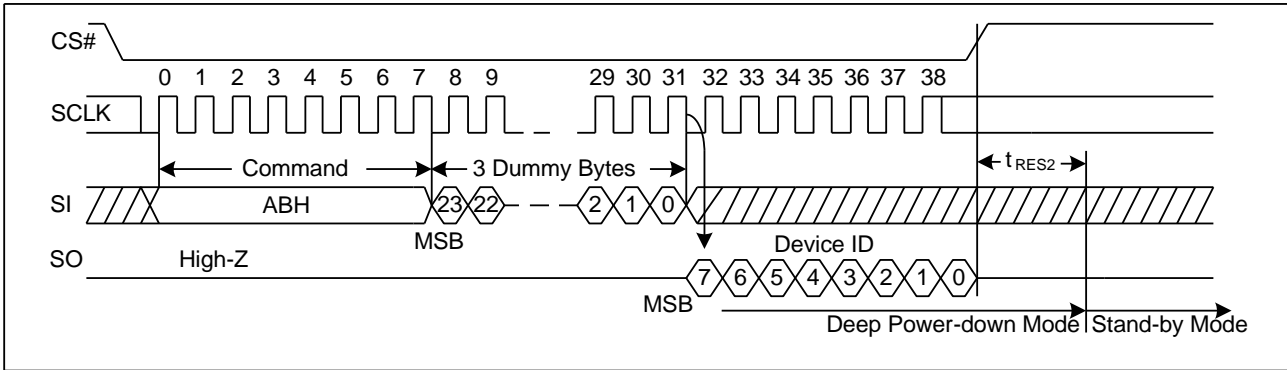 CS#
0 1 2 3 4 5 6 7 8 9 29 30 31 32 33 34 35 36 37 38
SCLK
Command 3 Dummy Bytes tRES2
SI ABH 23 22 2 1 0
MSB Device ID
SO High-Z 7 6 5 4 3 2 1 0
MSB
Deep Power-down Mode Stand-by Mode